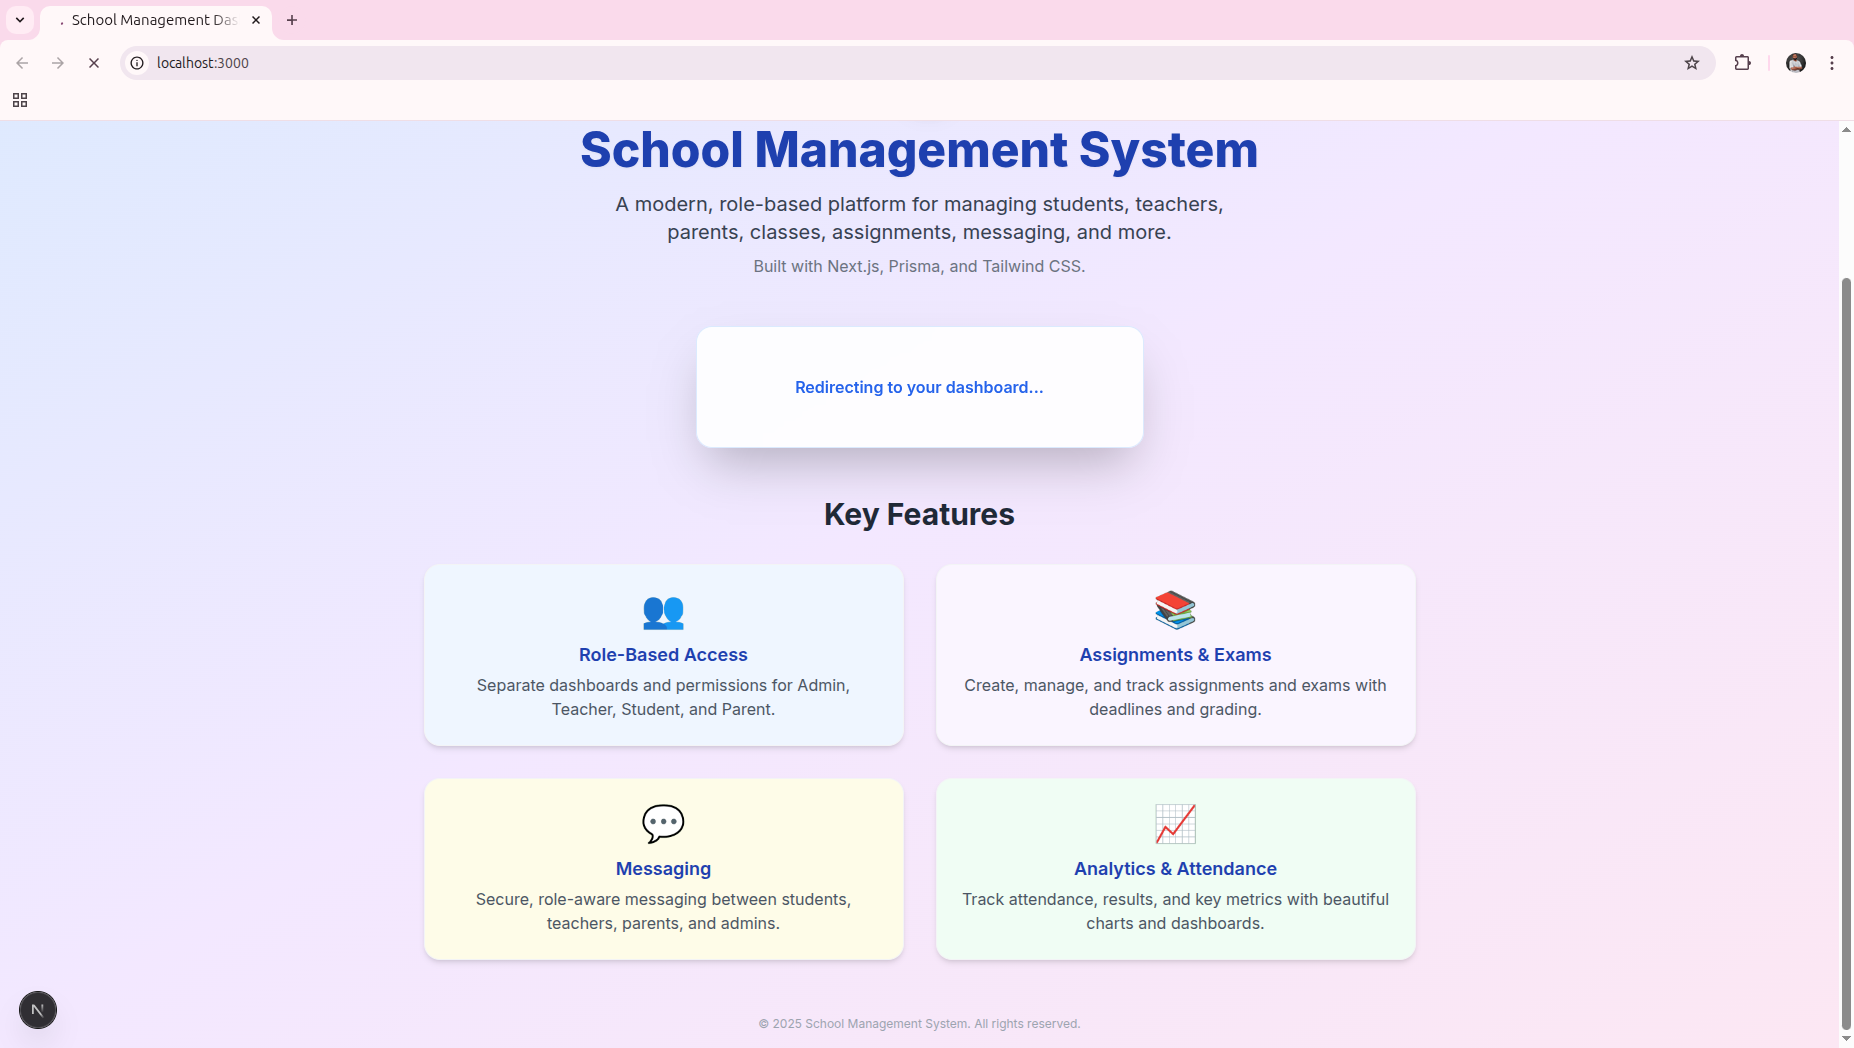 School Management Das
localhost:3000
School Management System
A modern, role-based platform for managing students, teachers,
parents, classes, assignments, messaging, and more.
Built with Next.js, Prisma, and Tailwind CSS.
Redirecting to your dashboard...
Key Features
Role-Based Access
Separate dashboards and permissions for Admin,
Teacher, Student, and Parent.
Assignments & Exams
Create, manage, and track assignments and exams with
deadlines and grading.
Messaging
Secure, role-aware messaging between students,
teachers, parents, and admins.
Analytics & Attendance
Track attendance, results, and key metrics with beautiful
charts and dashboards.
N
© 2025 School Management System. All rights reserved.